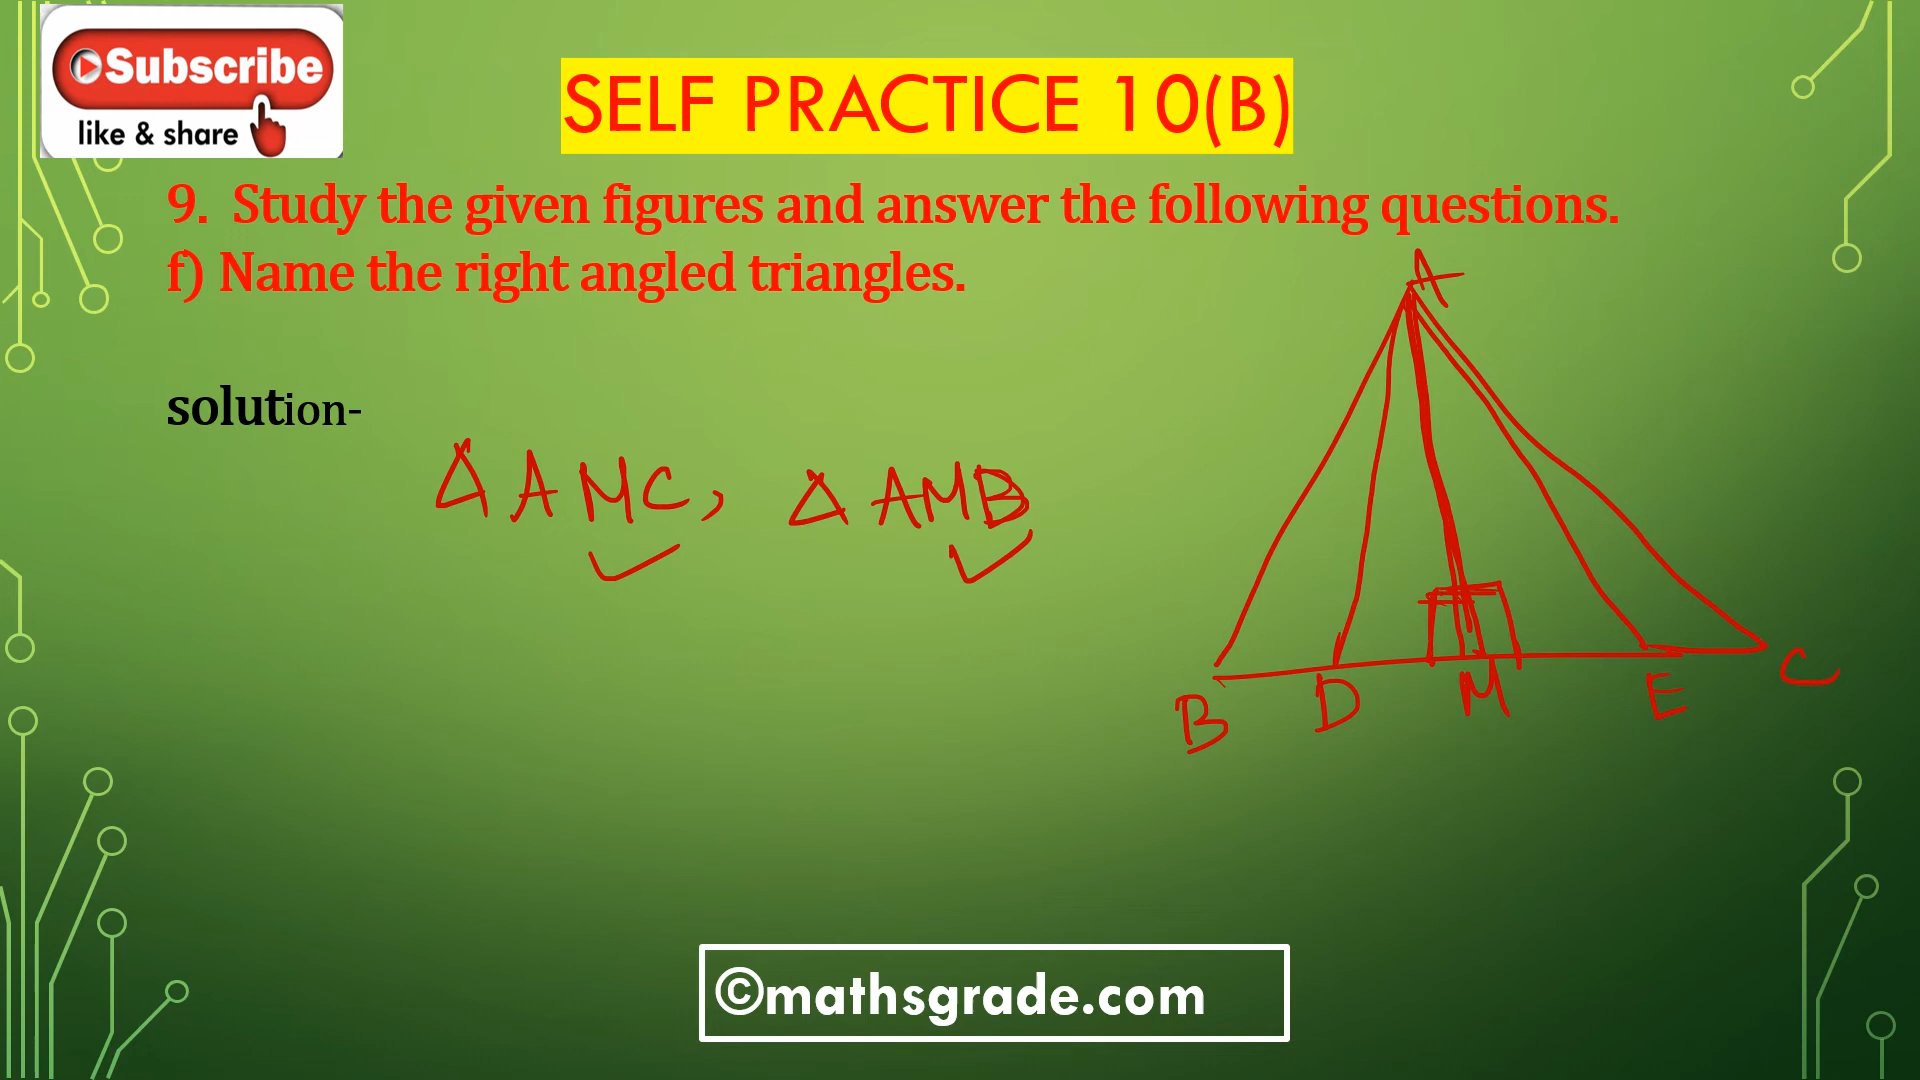 Subscribe
like & share
SELF PRACTICE 10(B)
9. Study the given figures and answer the following questions.
f) Name the right angled triangles.
A
solution-
Δ AMC, Δ AMB
B D M E C
©mathsgrade.com